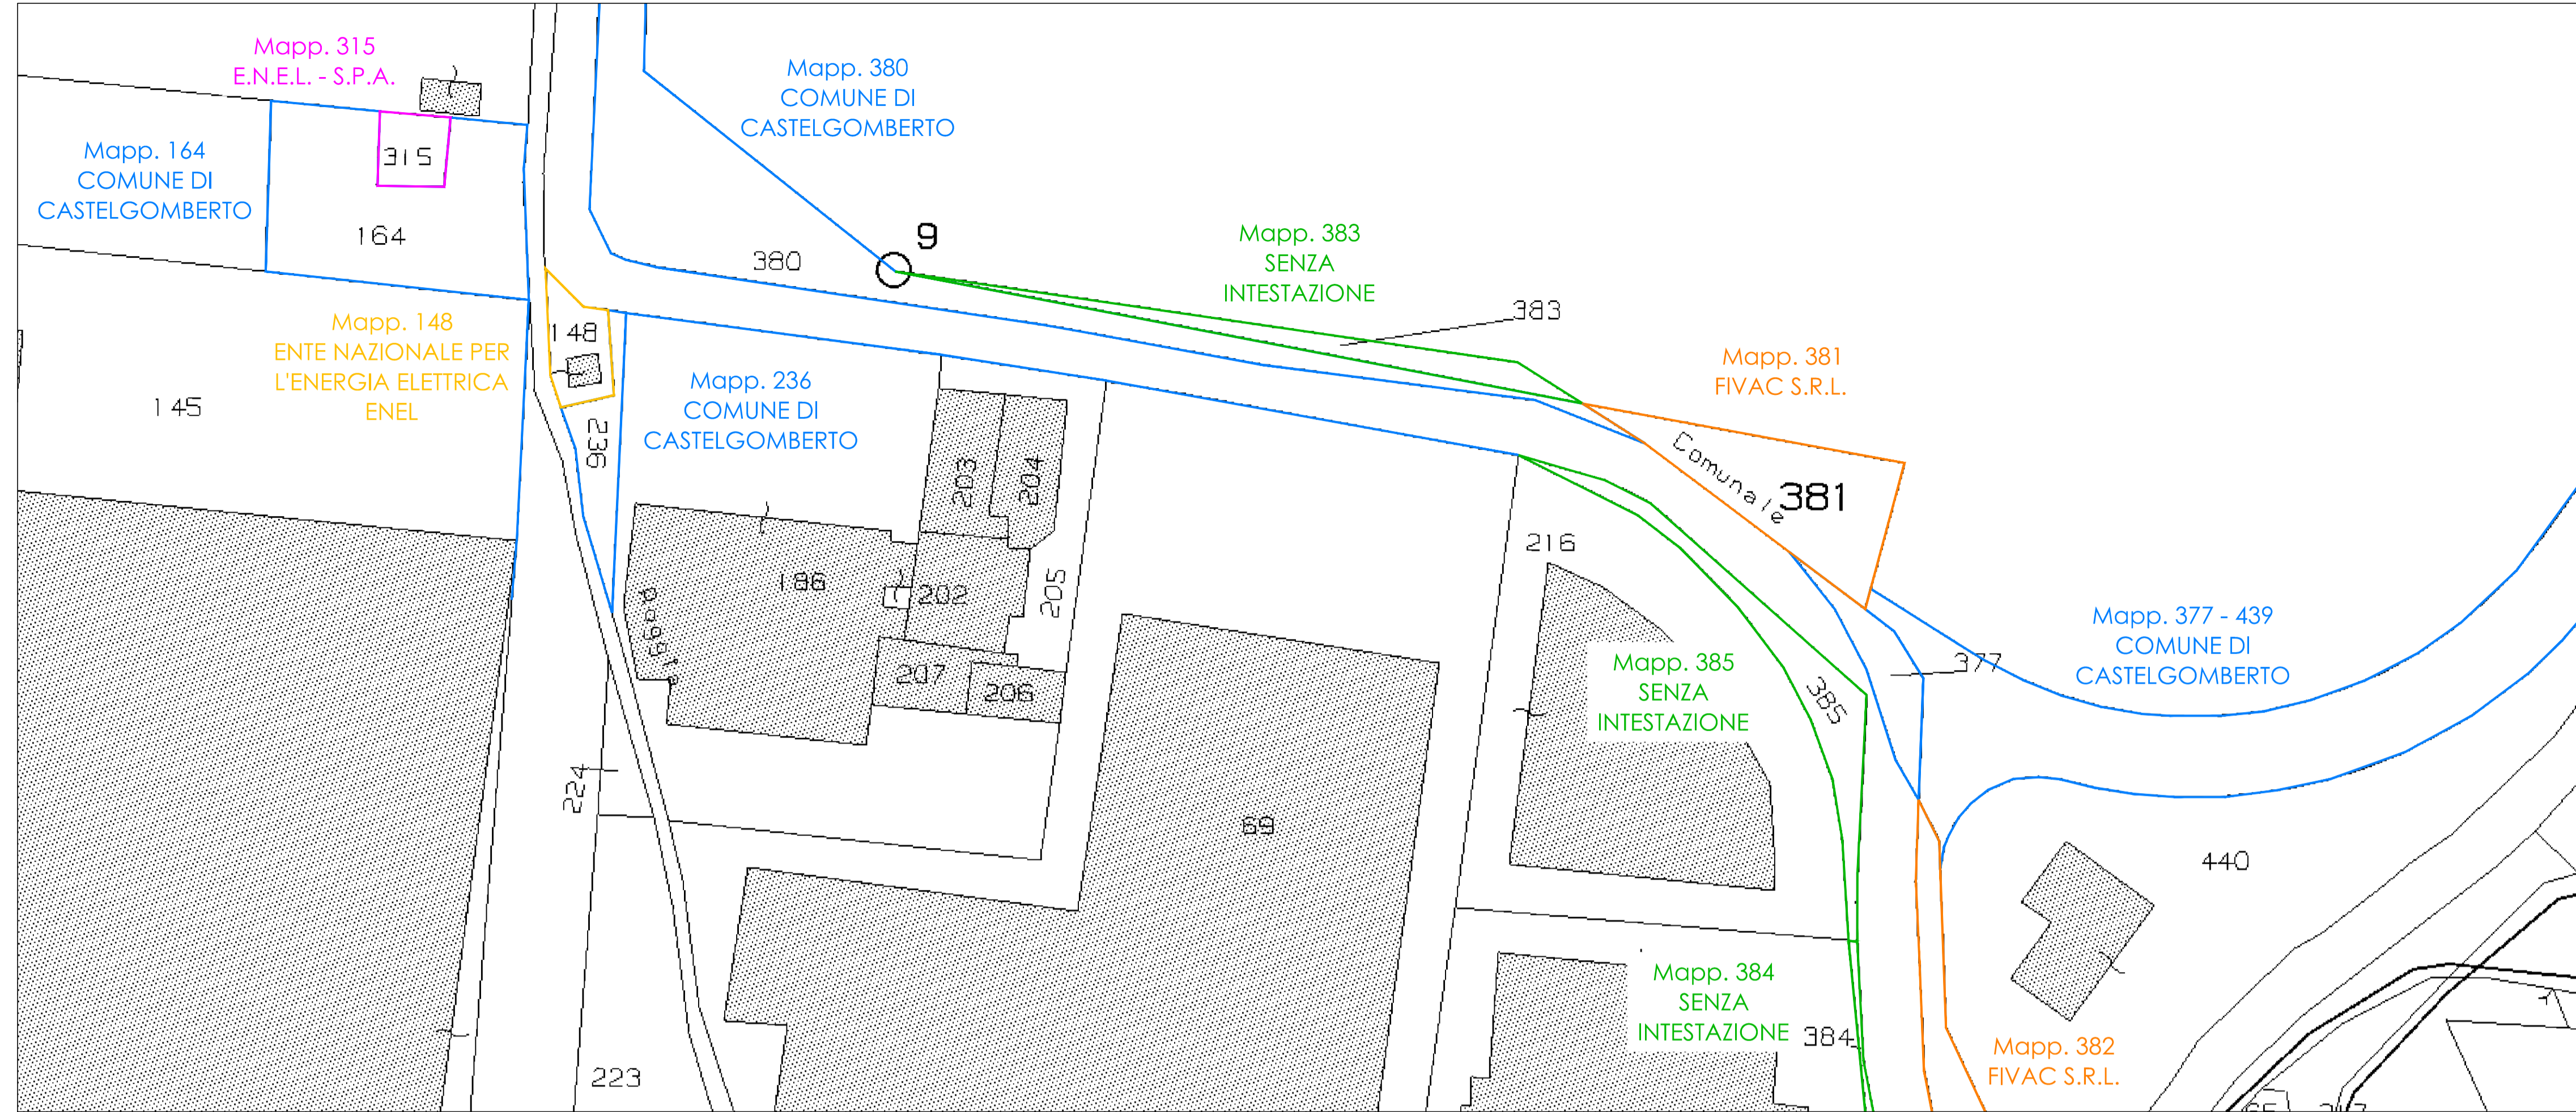 Mapp. 315
E.N.E.L. - S.P.A.
Mapp. 380
COMUNE DI
CASTELGOMBERTO
Mapp. 164
COMUNE DI
CASTELGOMBERTO
315
164
380
9
Mapp. 383
SENZA
INTESTAZIONE
383
Mapp. 148
ENTE NAZIONALE PER
L'ENERGIA ELETTRICA
ENEL
148
145
236
Mapp. 236
COMUNE DI
CASTELGOMBERTO
Mapp. 381
FIVAC S.R.L.
Comunale
381
203
204
216
186
202
205
207
206
Poggio
Mapp. 385
SENZA
INTESTAZIONE
385
377
Mapp. 377 - 439
COMUNE DI
CASTELGOMBERTO
224
69
440
Mapp. 384
SENZA
INTESTAZIONE
384
Mapp. 382
FIVAC S.R.L.
223